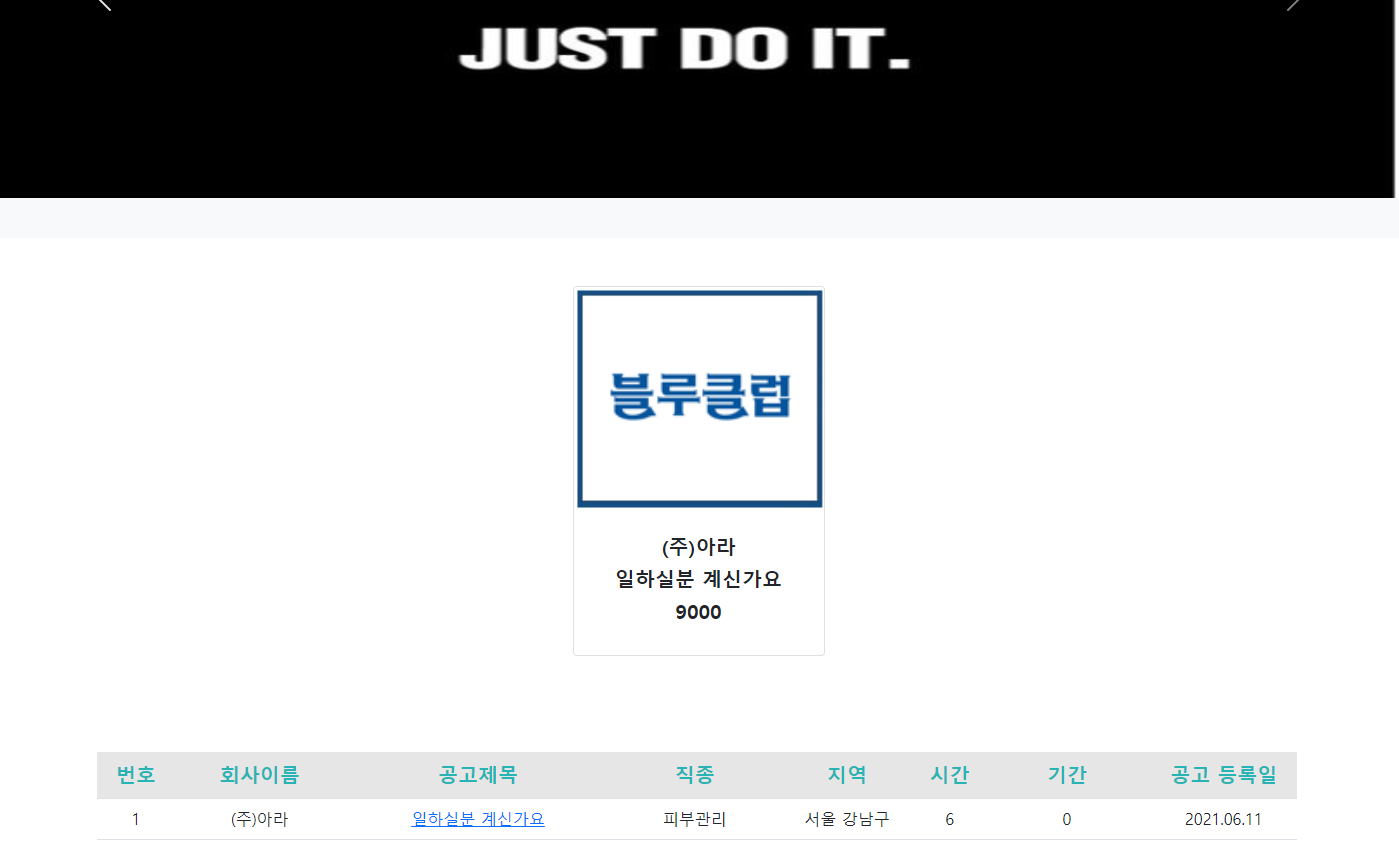 JUST DO IT.
블루클럽
(주)아라
일하실분 계신가요
9000
번호 회사이름 공고제목 직종 지역 시간 기간 공고 등록일
1 (주)아라 일하실분 계신가요 피부관리 서울 강남구 6 0 2021.06.11